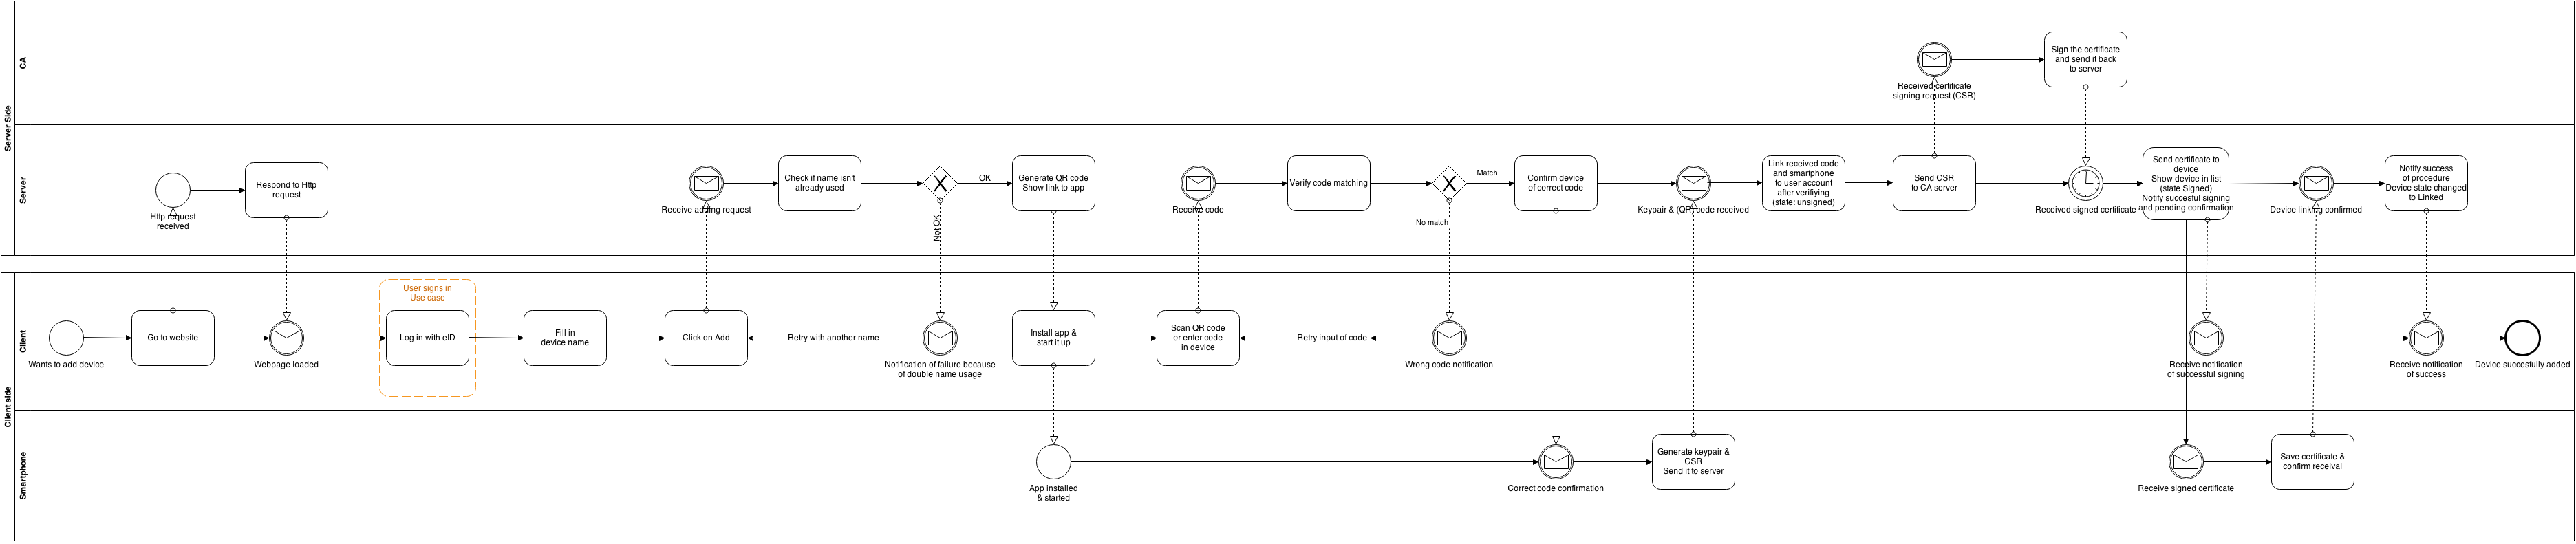 Server Side
CA
Received certificate
signing request (CSR)
Sign the certificate
and send it back
to server
Server
Http request
received
Respond to Http
request
Receive adding request
Check if name isn't
already used
OK
Not OK
Generate QR code
Show link to app
Receive code
Verify code matching
Match
No match
Confirm device
of correct code
Keypair & (QR) code received
Link received code
and smartphone
to user account
after verifying
(state: unsigned)
Send CSR
to CA server
Received signed certificate
Send certificate to
device
Show device in list
(state Signed)
Notify succesful signing
and pending confirmation
Device linking confirmed
Notify success
of procedure
Device state changed
to Linked
Client side
Client
Wants to add device
Go to website
Webpage loaded
User signs in
Use case
Log in with eID
Fill in
device name
Click on Add
Retry with another name
Notification of failure because
of double name usage
Install app &
start it up
Scan QR code
or enter code
in device
Retry input of code
Wrong code notification
Receive notification
of successful signing
Receive notification
of success
Device succesfully added
Smartphone
App installed
& started
Correct code confirmation
Generate keypair &
CSR
Send it to server
Receive signed certificate
Save certificate &
confirm receival